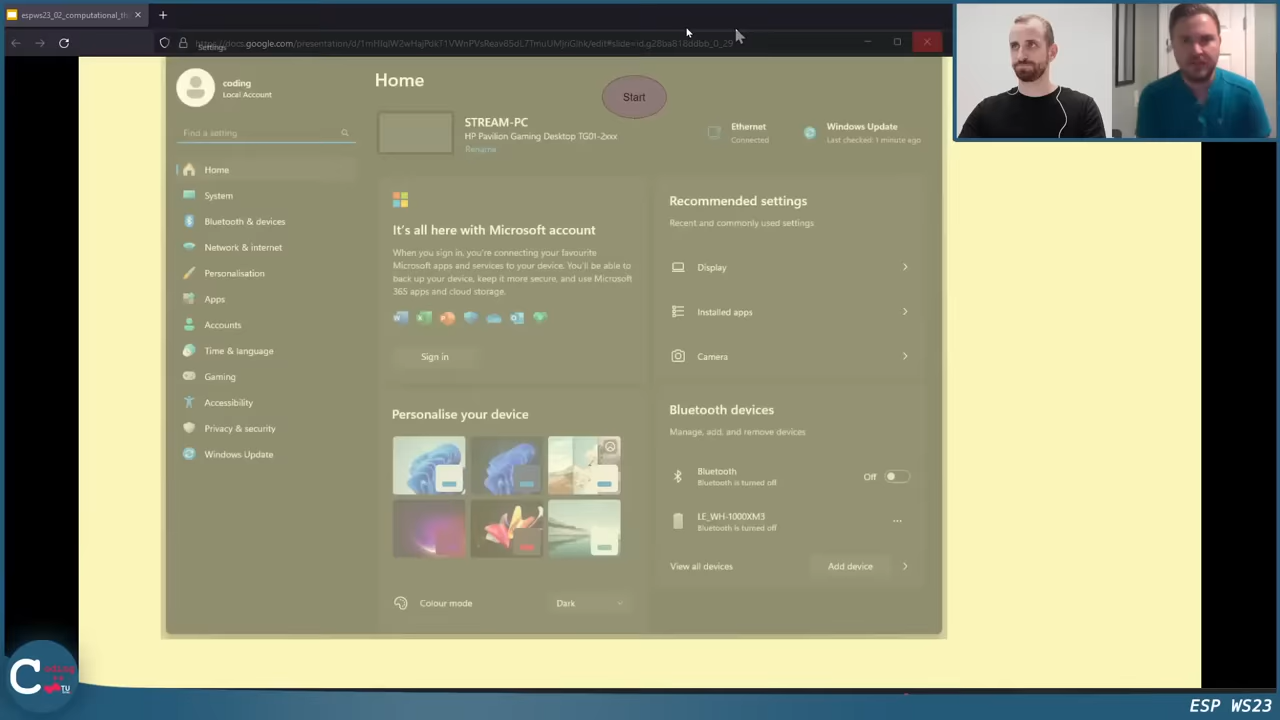 espws23_02_computational_th
Settings
coding
Local Account
Find a setting
Home
System
Bluetooth & devices
Network & internet
Personalisation
Apps
Accounts
Time & language
Gaming
Accessibility
Privacy & security
Windows Update
Home
Start
STREAM-PC
HP Pavilion Gaming Desktop TG01-2xxx
Rename
Ethernet
Connected
Windows Update
Last checked: 1 minute ago
It's all here with Microsoft account
When you sign in, you're connecting your favourite
Microsoft apps and services to your device. You'll be able to
back up your device, keep it more secure, and use Microsoft
365 apps and cloud storage.
Sign in
Personalise your device
Colour mode
Dark
Recommended settings
Recent and commonly used settings
Display
Installed apps
Camera
Bluetooth devices
Manage, add, and remove devices
Bluetooth
Bluetooth is turned off
Off
LE_WH-1000XM3
Bluetooth is turned off
View all devices
Add device
TU
ESP WS23